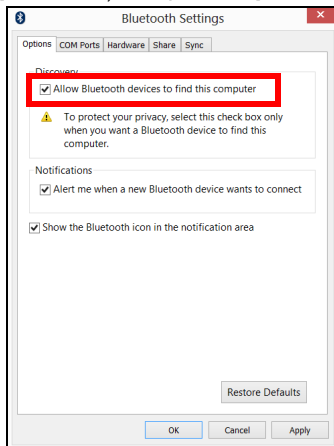 Bluetooth Settings
Options COM Ports Hardware Share Sync
Discovery
Allow Bluetooth devices to find this computer
To protect your privacy, select this check box only
when you want a Bluetooth device to find this
computer.
Notifications
Alert me when a new Bluetooth device wants to connect
Show the Bluetooth icon in the notification area
Restore Defaults
OK Cancel Apply